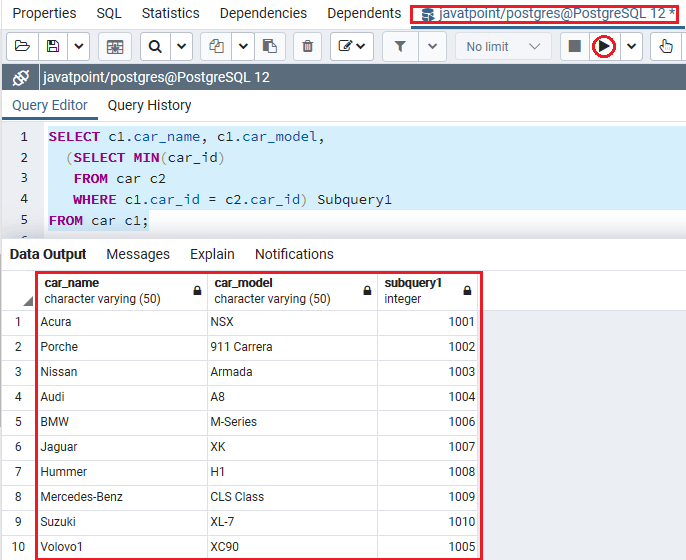 Properties SQL Statistics Dependencies Dependents javatpoint/postgres@PostgreSQL 12 *
No limit
javatpoint/postgres@PostgreSQL 12
Query Editor Query History
1 SELECT c1.car_name, c1.car_model,
2 (SELECT MIN(car_id)
3 FROM car c2
4 WHERE c1.car_id = c2.car_id) Subquery1
5 FROM car c1;
Data Output Messages Explain Notifications
car_name car_model subquery1
character varying (50) character varying (50) integer
1 Acura NSX 1001
2 Porche 911 Carrera 1002
3 Nissan Armada 1003
4 Audi A8 1004
5 BMW M-Series 1006
6 Jaguar XK 1007
7 Hummer H1 1008
8 Mercedes-Benz CLS Class 1009
9 Suzuki XL-7 1010
10 Volovo1 XC90 1005